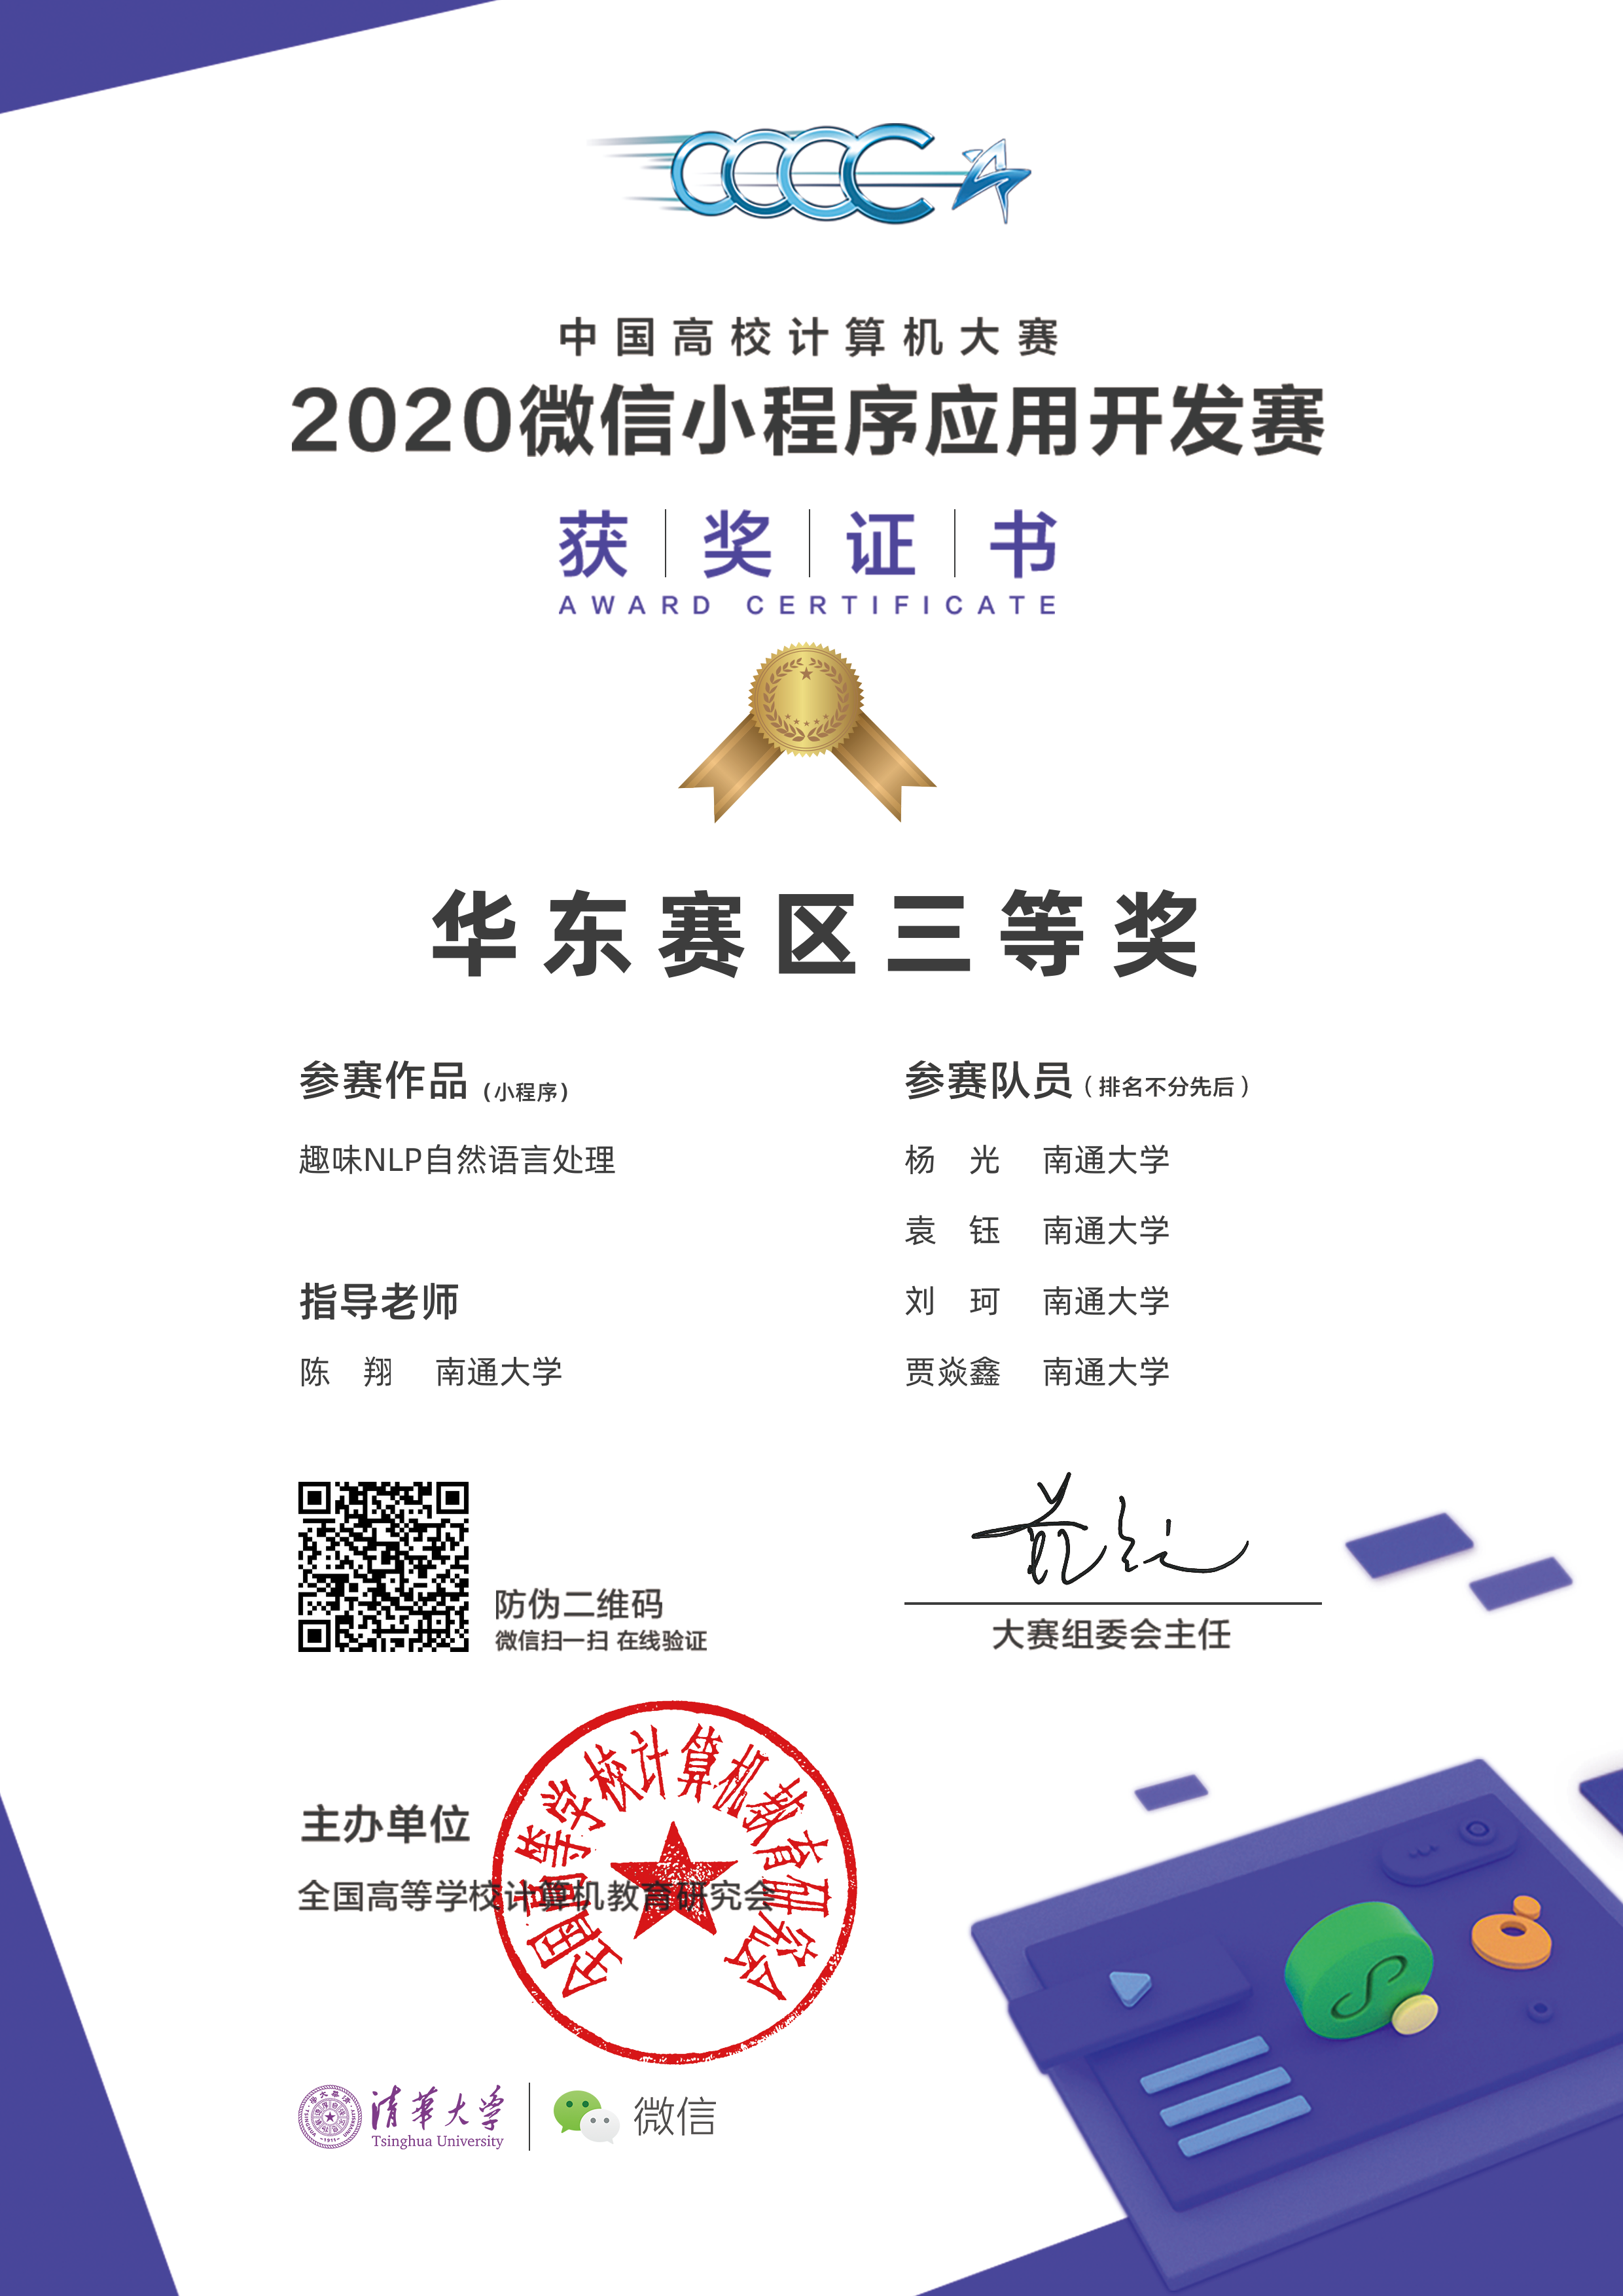 CCCC
中国高校计算机大赛
2020微信小程序应用开发赛
获奖证书
AWARD CERTIFICATE
华东赛区三等奖
参赛作品(小程序)
趣味NLP自然语言处理
指导老师
陈 翔 南通大学
参赛队员(排名不分先后)
杨 光 南通大学
袁 钰 南通大学
刘 珂 南通大学
贾焱鑫 南通大学
防伪二维码
微信扫一扫 在线验证
大赛组委会主任
主办单位
全国高等学校计算机教育研究会
全国高等学校计算机教育研究会
清華大学
Tsinghua University
微信